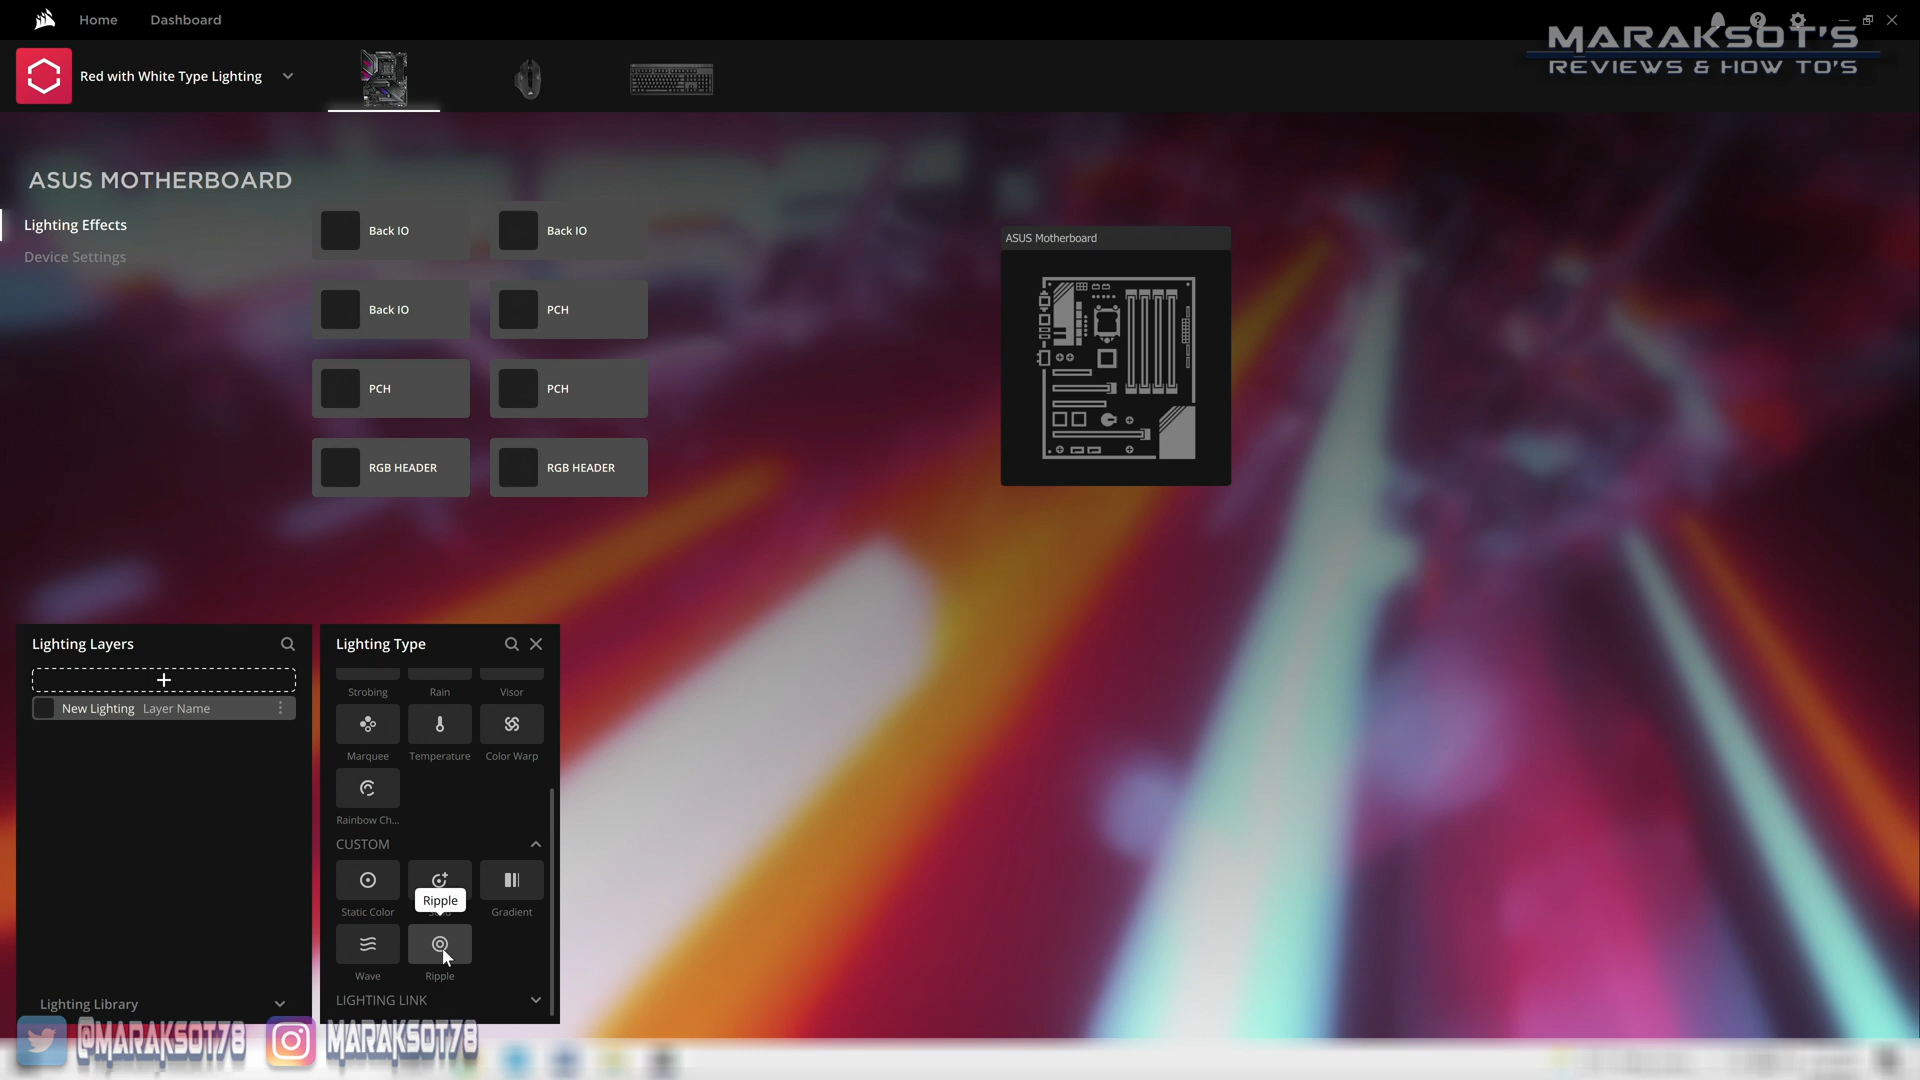 Home Dashboard
MARAKSOT'S
REVIEWS & HOW TO'S
Red with White Type Lighting
ASUS MOTHERBOARD
Lighting Effects
Device Settings
Back IO
Back IO
Back IO
PCH
PCH
PCH
RGB HEADER
RGB HEADER
ASUS Motherboard
Lighting Layers
New Lighting Layer Name
Lighting Library
Lighting Type
Strobing Rain Visor
Marquee Temperature Color Warp
Rainbow Ch...
CUSTOM
Ripple
Static Color Gradient
Wave Ripple
LIGHTING LINK
@MARAKSOT78 MARAKSOT78